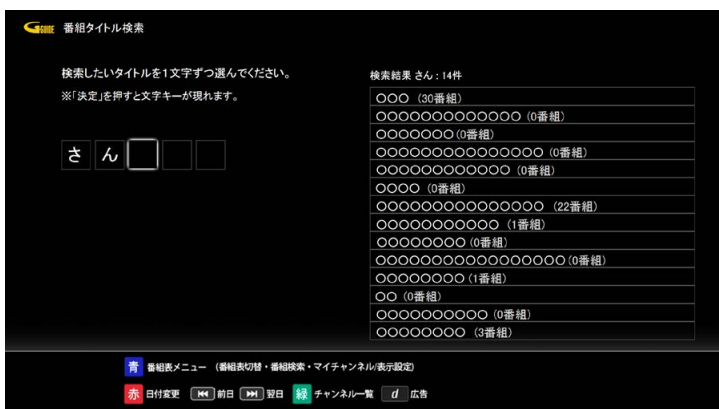 GGUIDE 番組タイトル検索
検索したいタイトルを1文字ずつ選んでください。
※「決定」を押すと文字キーが現れます。
さ ん
検索結果 さん : 14件
○○○ (30番組)
○○○○○○○○○○○○○ (0番組)
○○○○○○○ (0番組)
○○○○○○○○○○○○○○○ (0番組)
○○○○○○○○○○○○ (0番組)
○○○○ (0番組)
○○○○○○○○○○○○○○○ (22番組)
○○○○○○○○○○○ (1番組)
○○○○○○○○ (0番組)
○○○○○○○○○○○○○○○○○ (0番組)
○○○○○○○○ (1番組)
○○ (0番組)
○○○○○○○○○○ (0番組)
○○○○○○○○ (3番組)
青 番組表メニュー (番組表切替・番組検索・マイチャンネル/表示設定)
赤 日付変更 ⏮ 前日 ⏭ 翌日 緑 チャンネル一覧 d 広告